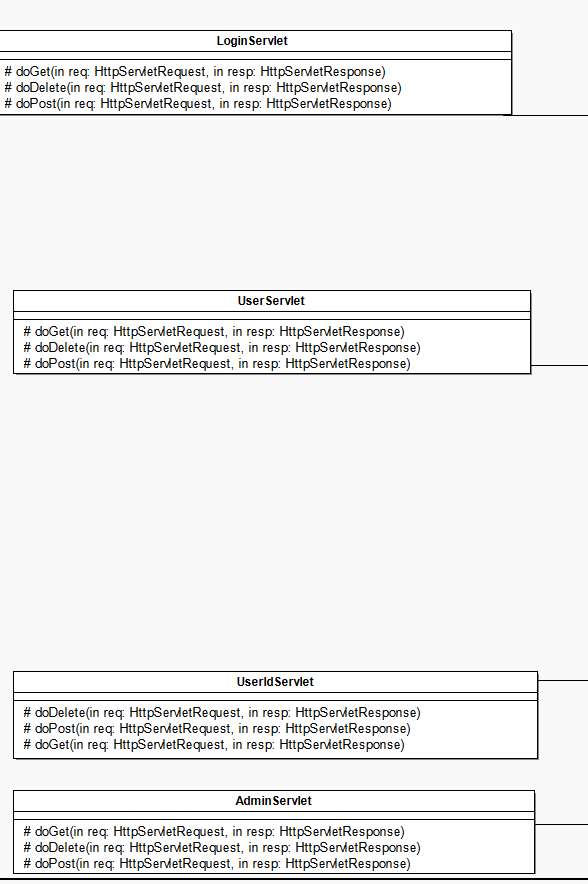 LoginServlet
# doGet(in req: HttpServletRequest, in resp: HttpServletResponse)
# doDelete(in req: HttpServletRequest, in resp: HttpServletResponse)
# doPost(in req: HttpServletRequest, in resp: HttpServletResponse)
UserServlet
# doGet(in req: HttpServletRequest, in resp: HttpServletResponse)
# doDelete(in req: HttpServletRequest, in resp: HttpServletResponse)
# doPost(in req: HttpServletRequest, in resp: HttpServletResponse)
UserIdServlet
# doDelete(in req: HttpServletRequest, in resp: HttpServletResponse)
# doPost(in req: HttpServletRequest, in resp: HttpServletResponse)
# doGet(in req: HttpServletRequest, in resp: HttpServletResponse)
AdminServlet
# doGet(in req: HttpServletRequest, in resp: HttpServletResponse)
# doDelete(in req: HttpServletRequest, in resp: HttpServletResponse)
# doPost(in req: HttpServletRequest, in resp: HttpServletResponse)